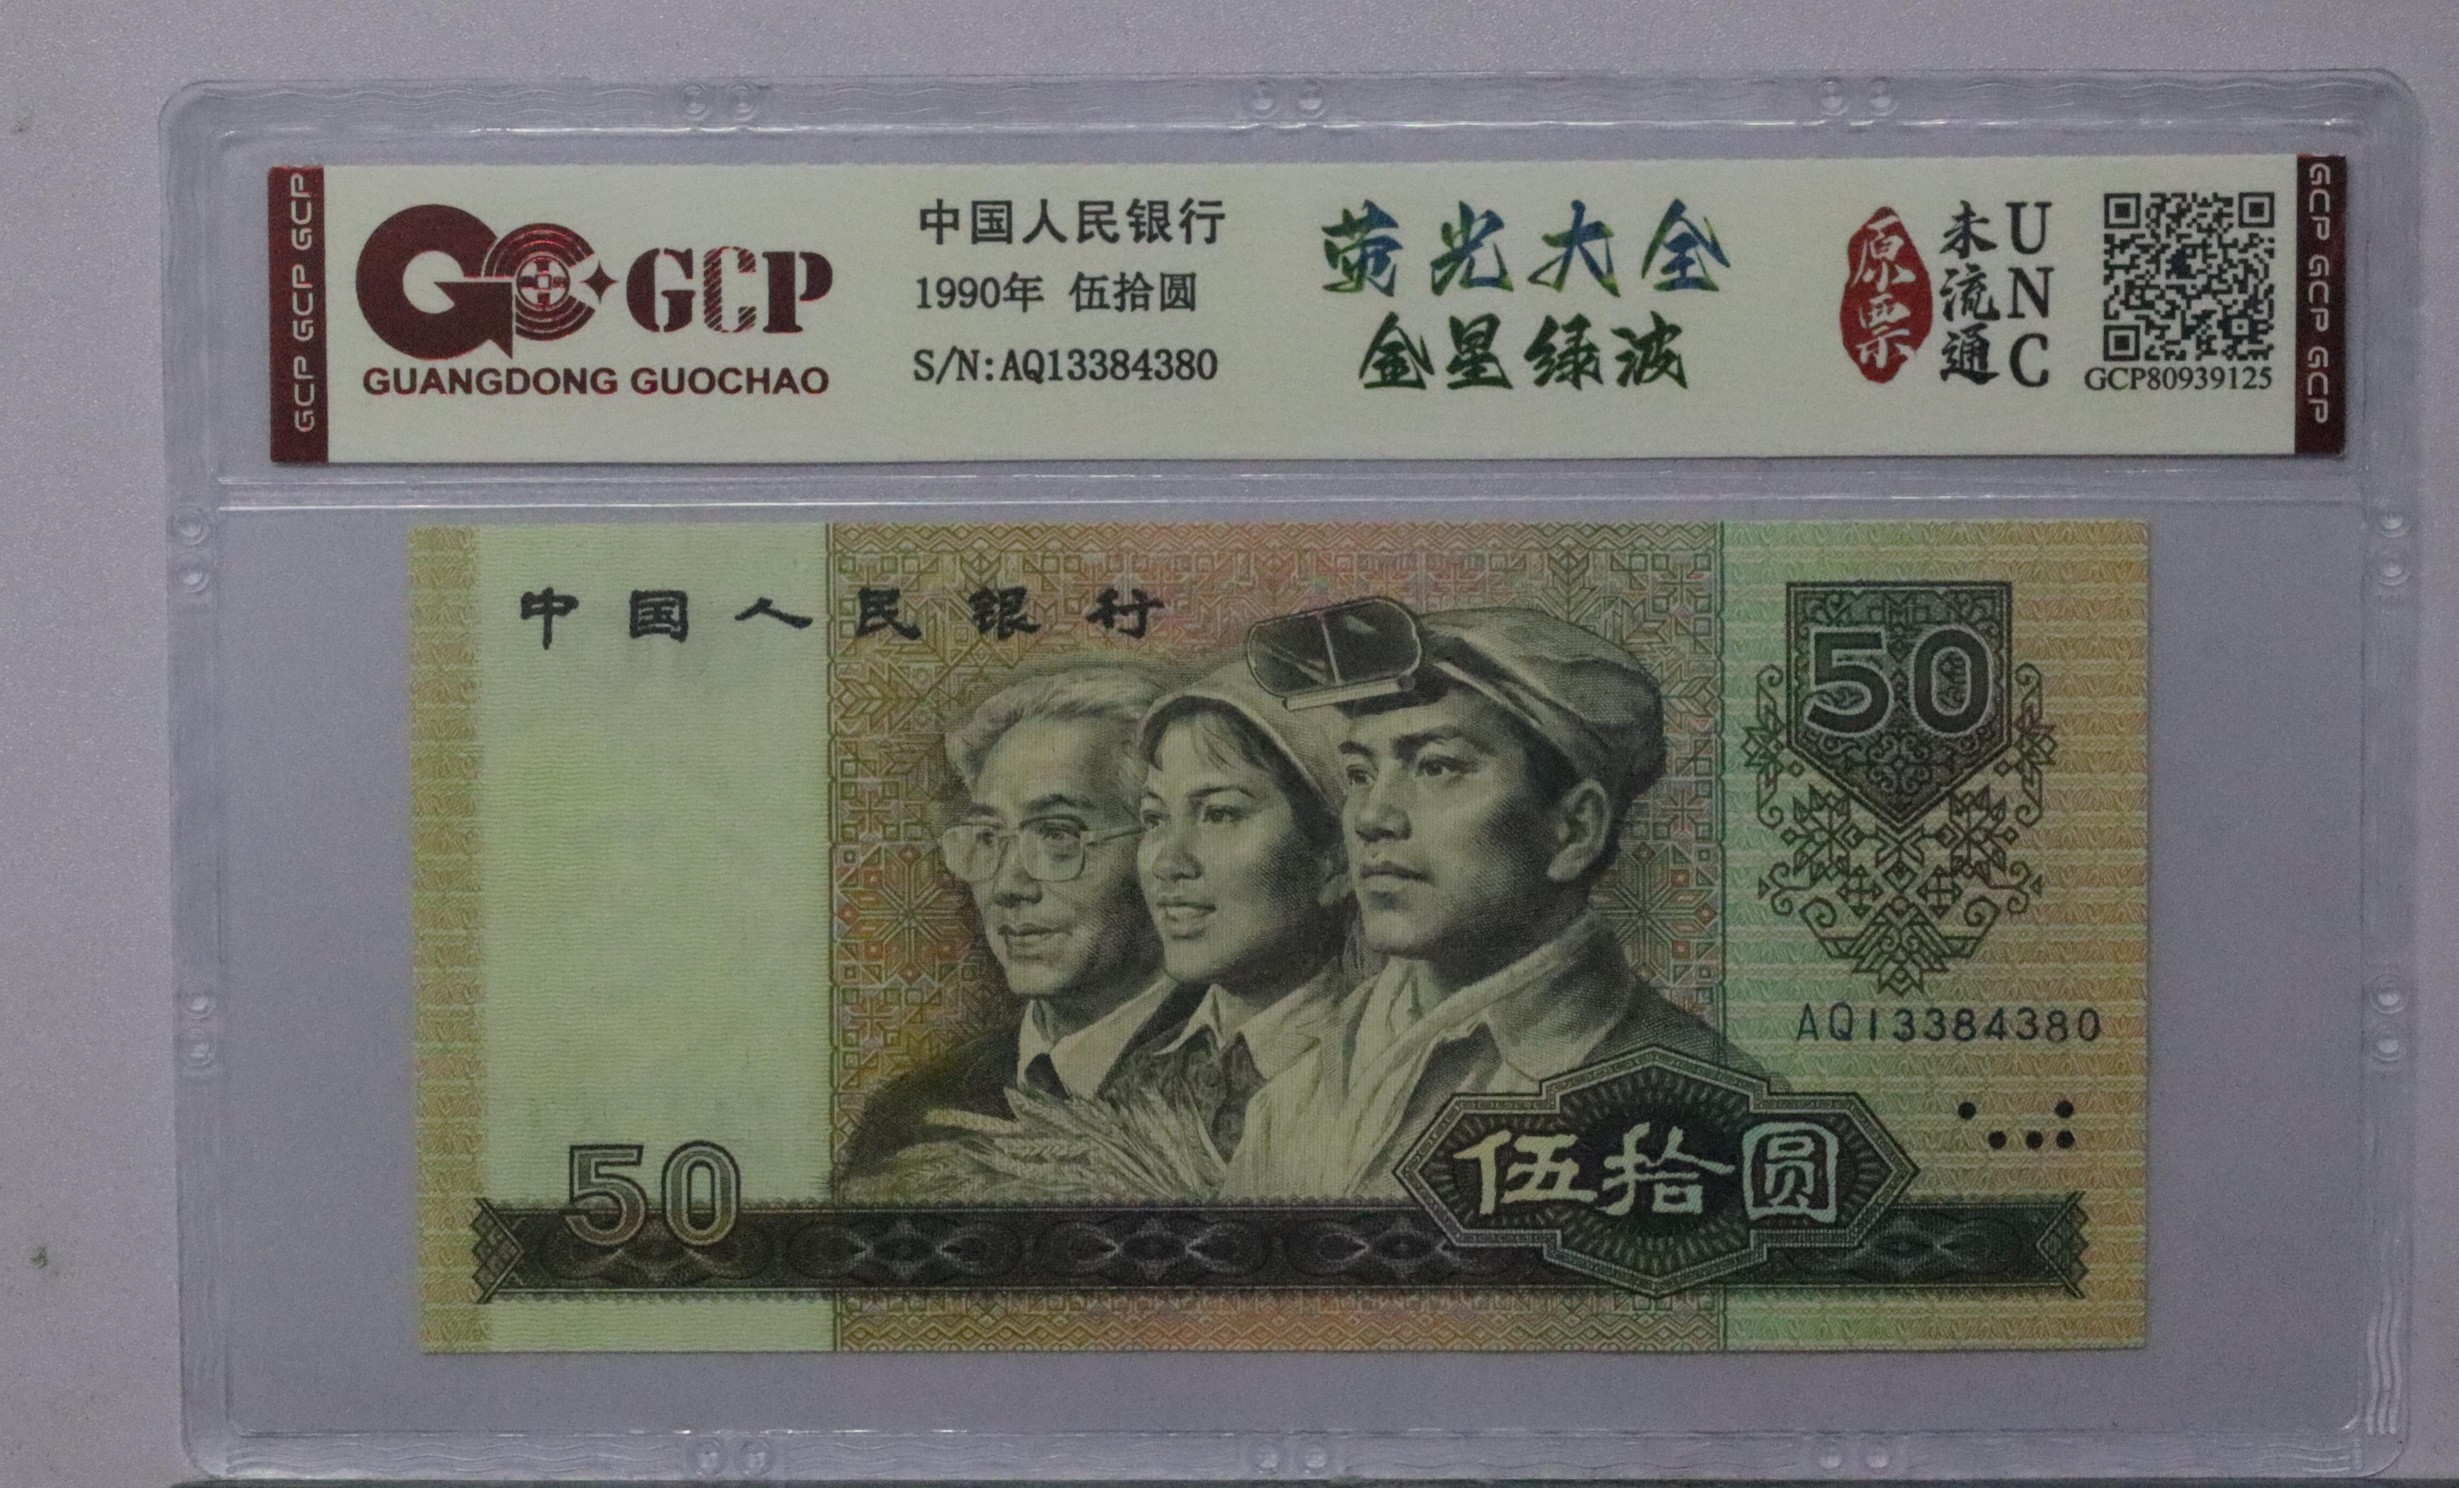 GCP GCP GCP
GCP
GUANGDONG GUOCHAO
中国人民银行
1990年 伍拾圆
S/N:AQ13384380
荧光大全
金星绿波
原票
未流通
UNC
GCP80939125
GCP GCP GCP
中国人民银行
50
AQ13384380
50
伍拾圆